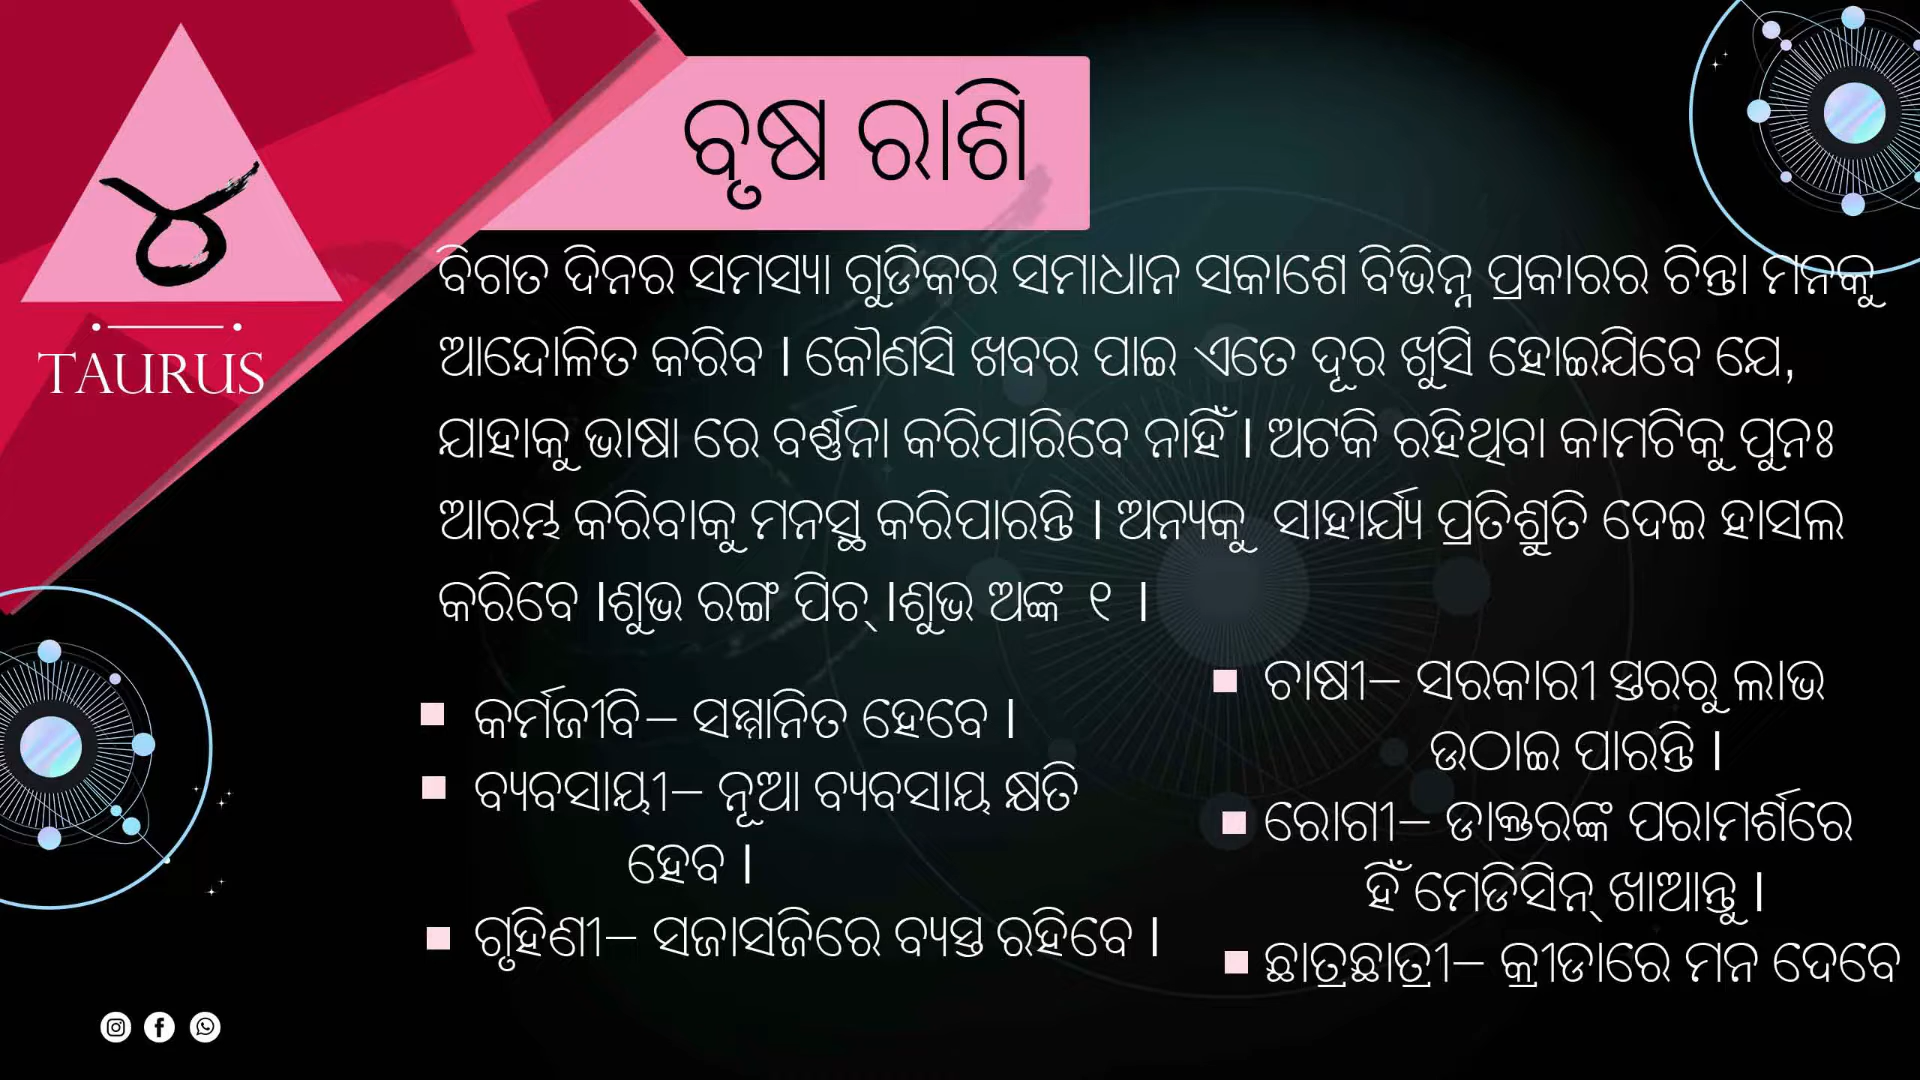 ବୃଷ ରାଶି
TAURUS
ବିଗତ ଦିନର ସମସ୍ୟା ଗୁଡିକର ସମାଧାନ ସକାଶେ ବିଭିନ୍ନ ପ୍ରକାରର ଚିନ୍ତା ମନକୁ
ଆନ୍ଦୋଳିତ କରିବ । କୌଣସି ଖବର ପାଇ ଏତେ ଦୂର ଖୁସି ହୋଇଯିବେ ଯେ,
ଯାହାକୁ ଭାଷା ରେ ବର୍ଣ୍ଣନା କରିପାରିବେ ନାହିଁ । ଅଟକି ରହିଥିବା କାମଟିକୁ ପୁନଃ
ଆରମ୍ଭ କରିବାକୁ ମନସ୍ଥ କରିପାରନ୍ତି । ଅନ୍ୟକୁ ସାହାର୍ଯ୍ୟ ପ୍ରତିଶ୍ରୁତି ଦେଇ ହାସଲ
କରିବେ ।ଶୁଭ ରଙ୍ଗ ପିଚ୍ ।ଶୁଭ ଅଙ୍କ ୧ ।
କର୍ମଜୀବି– ସମ୍ମାନିତ ହେବେ ।
ବ୍ୟବସାୟୀ– ନୂଆ ବ୍ୟବସାୟ କ୍ଷତି
ହେବ ।
ଗୃହିଣୀ– ସଜାସଜିରେ ବ୍ୟସ୍ତ ରହିବେ ।
ଚାଷୀ– ସରକାରୀ ସ୍ତରରୁ ଲାଭ
ଉଠାଇ ପାରନ୍ତି ।
ରୋଗୀ– ଡାକ୍ତରଙ୍କ ପରାମର୍ଶରେ
ହିଁ ମେଡିସିନ୍ ଖାଆନ୍ତୁ ।
ଛାତ୍ରଛାତ୍ରୀ– କ୍ରୀଡାରେ ମନ ଦେବେ